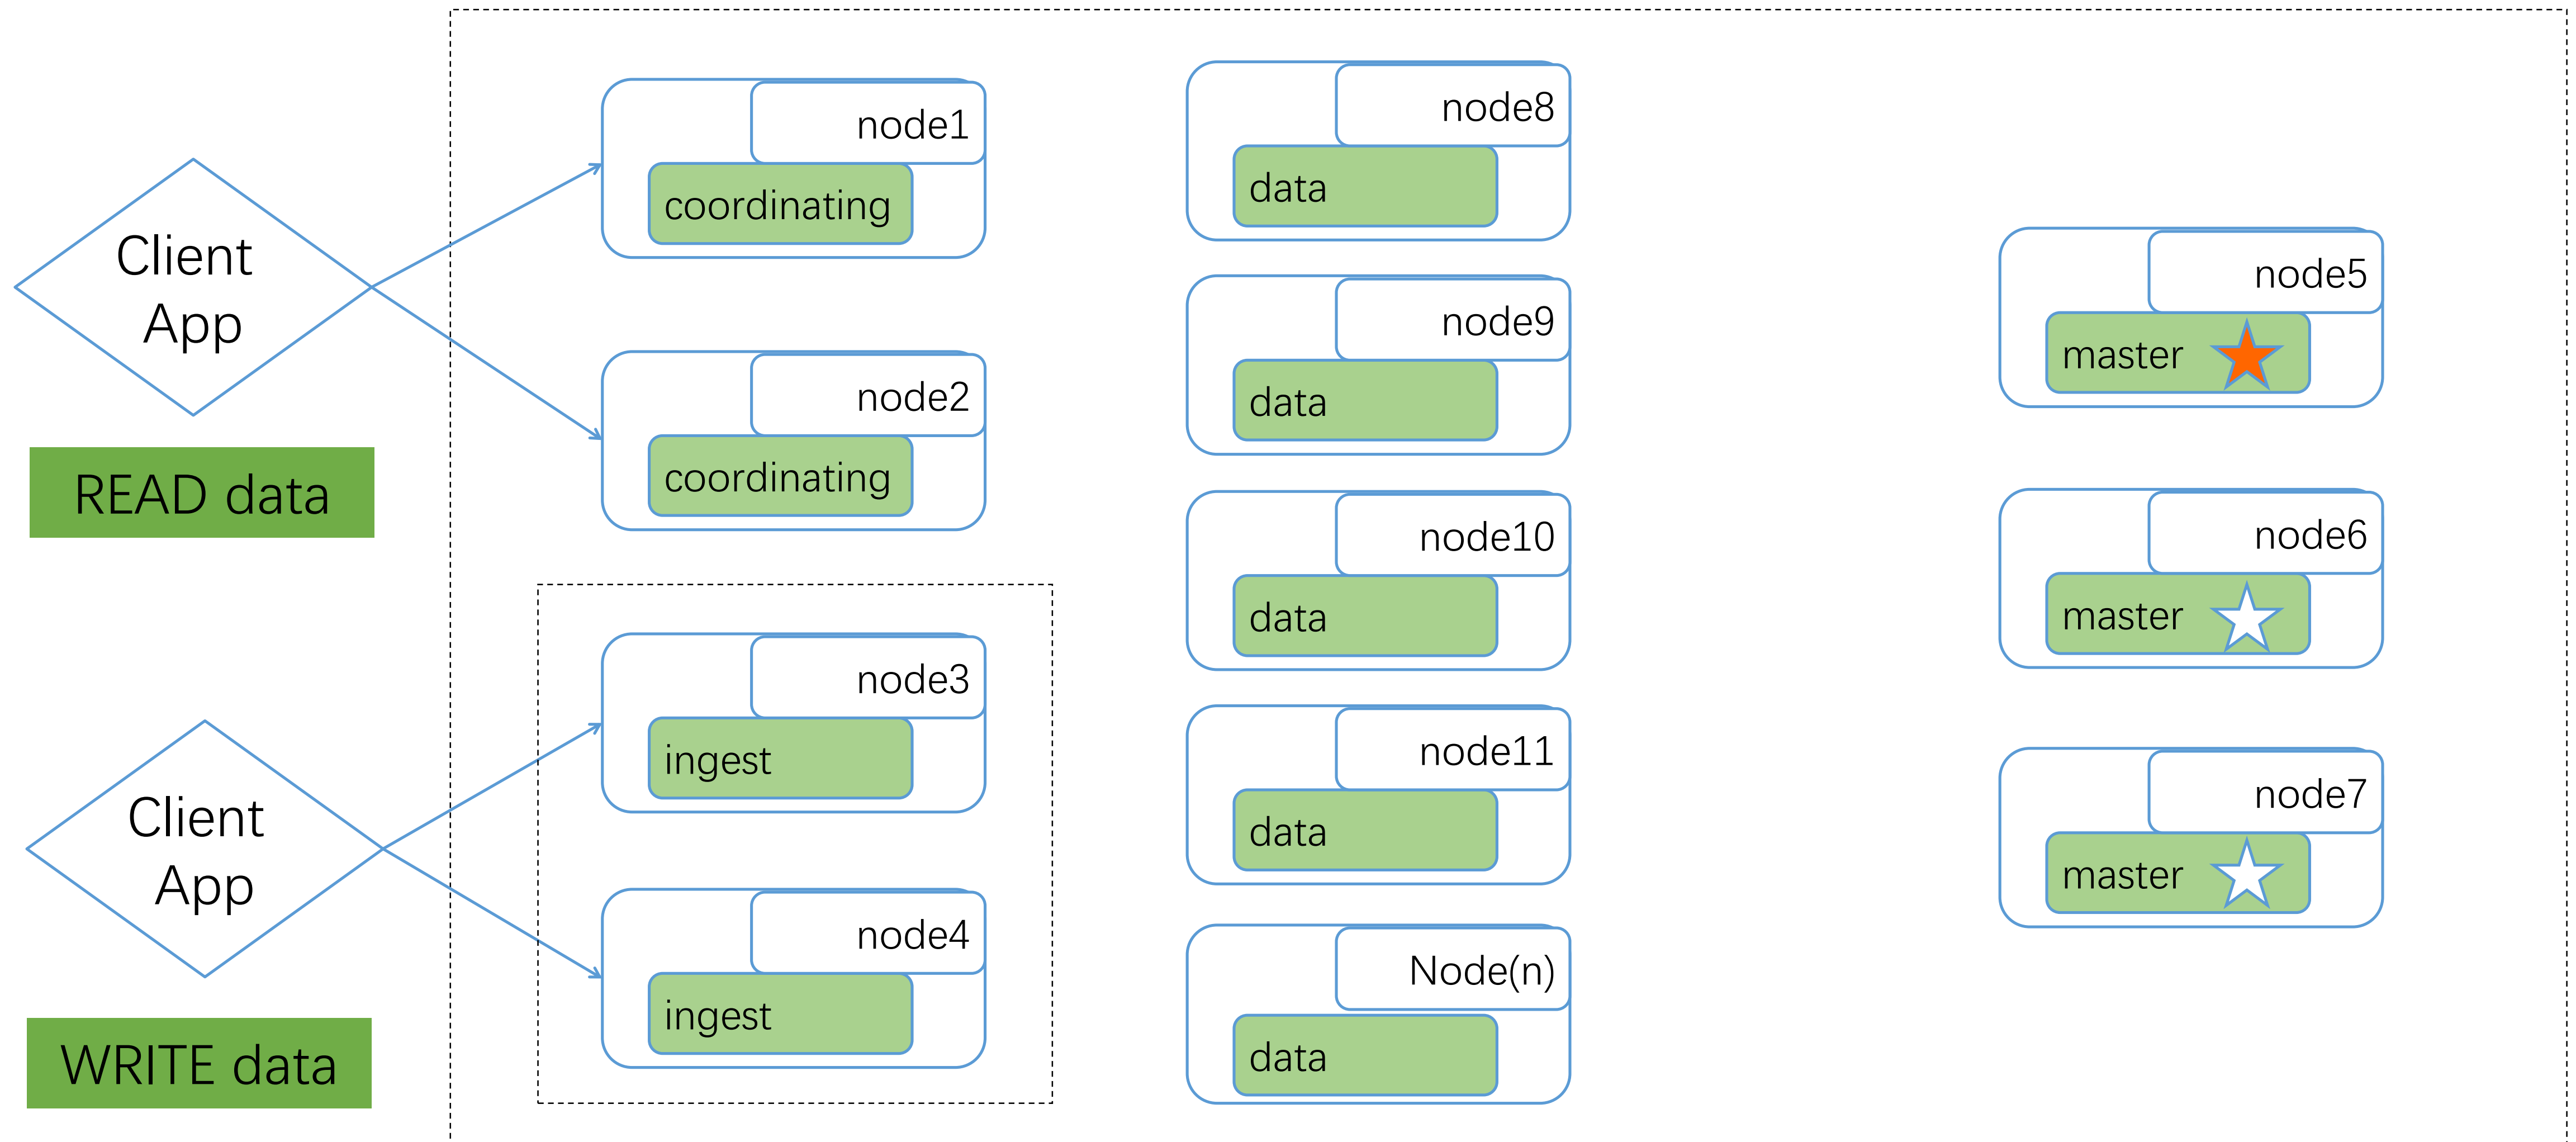 Client
App
READ data
Client
App
WRITE data
node1
coordinating
node2
coordinating
node3
ingest
node4
ingest
node8
data
node9
data
node10
data
node11
data
Node(n)
data
node5
master
node6
master
node7
master